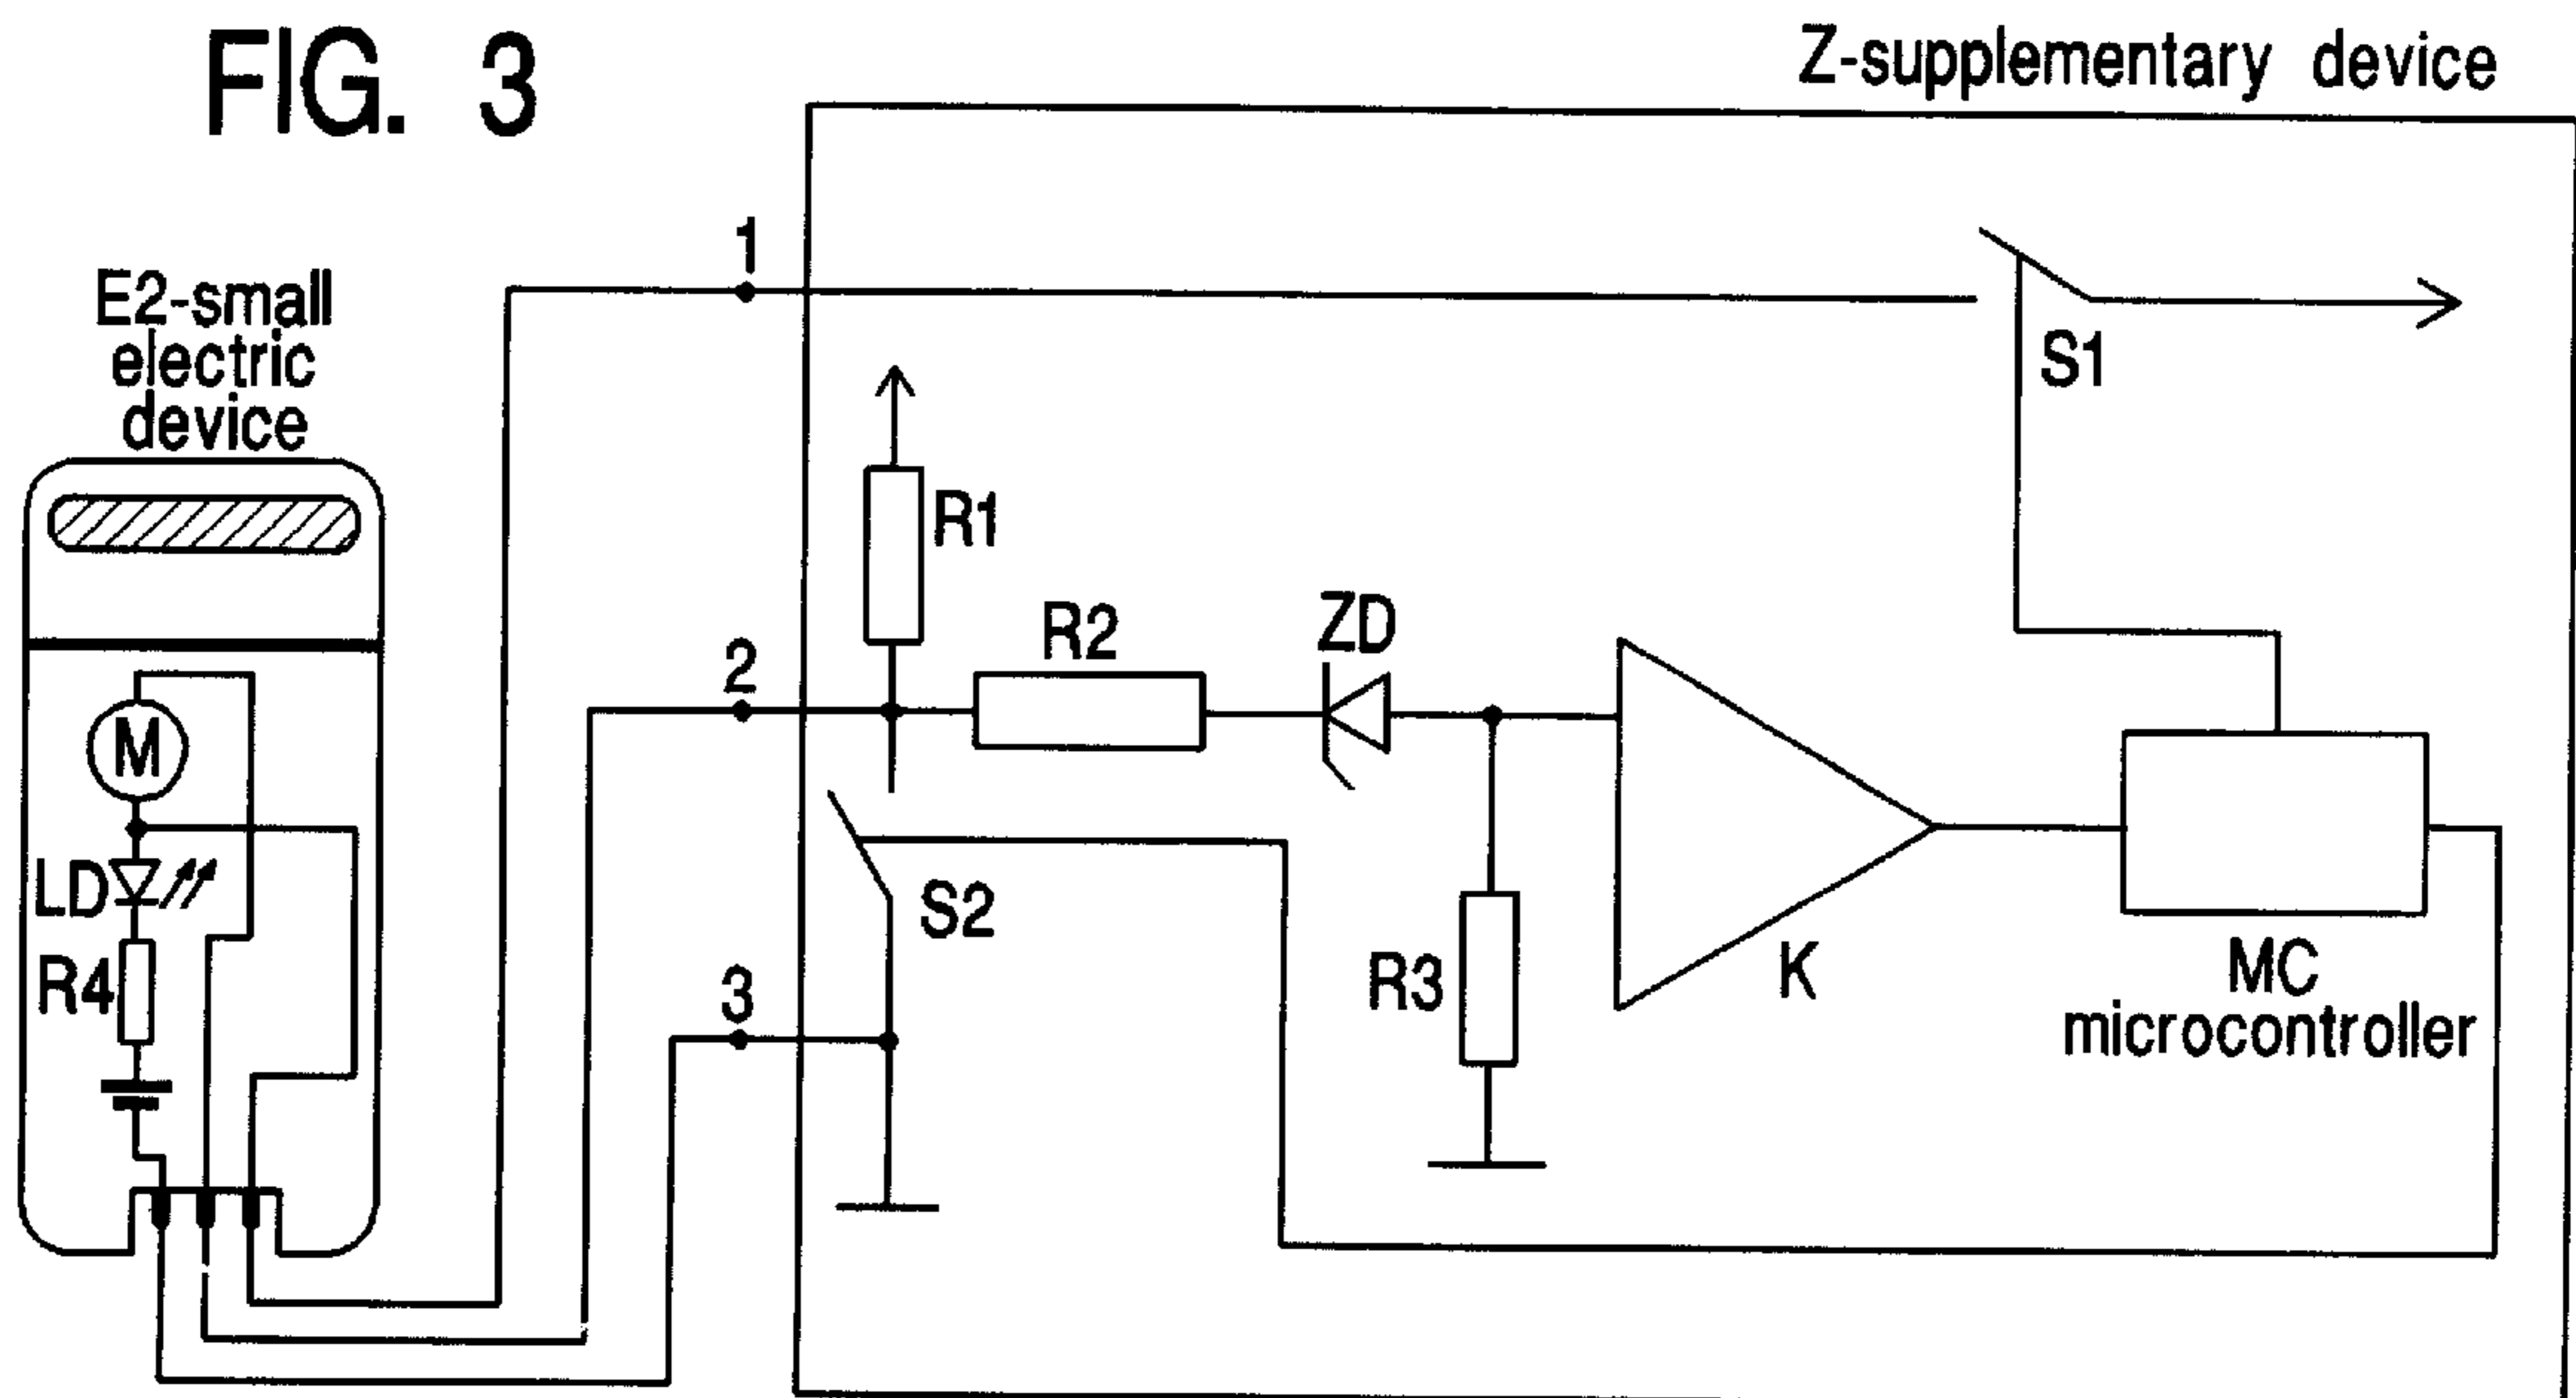 FIG. 3
Z-supplementary device
1
E2-small
electric
device
S1
R1
R2
ZD
2
M
LD
S2
R4
R3
K
3
MC
microcontroller